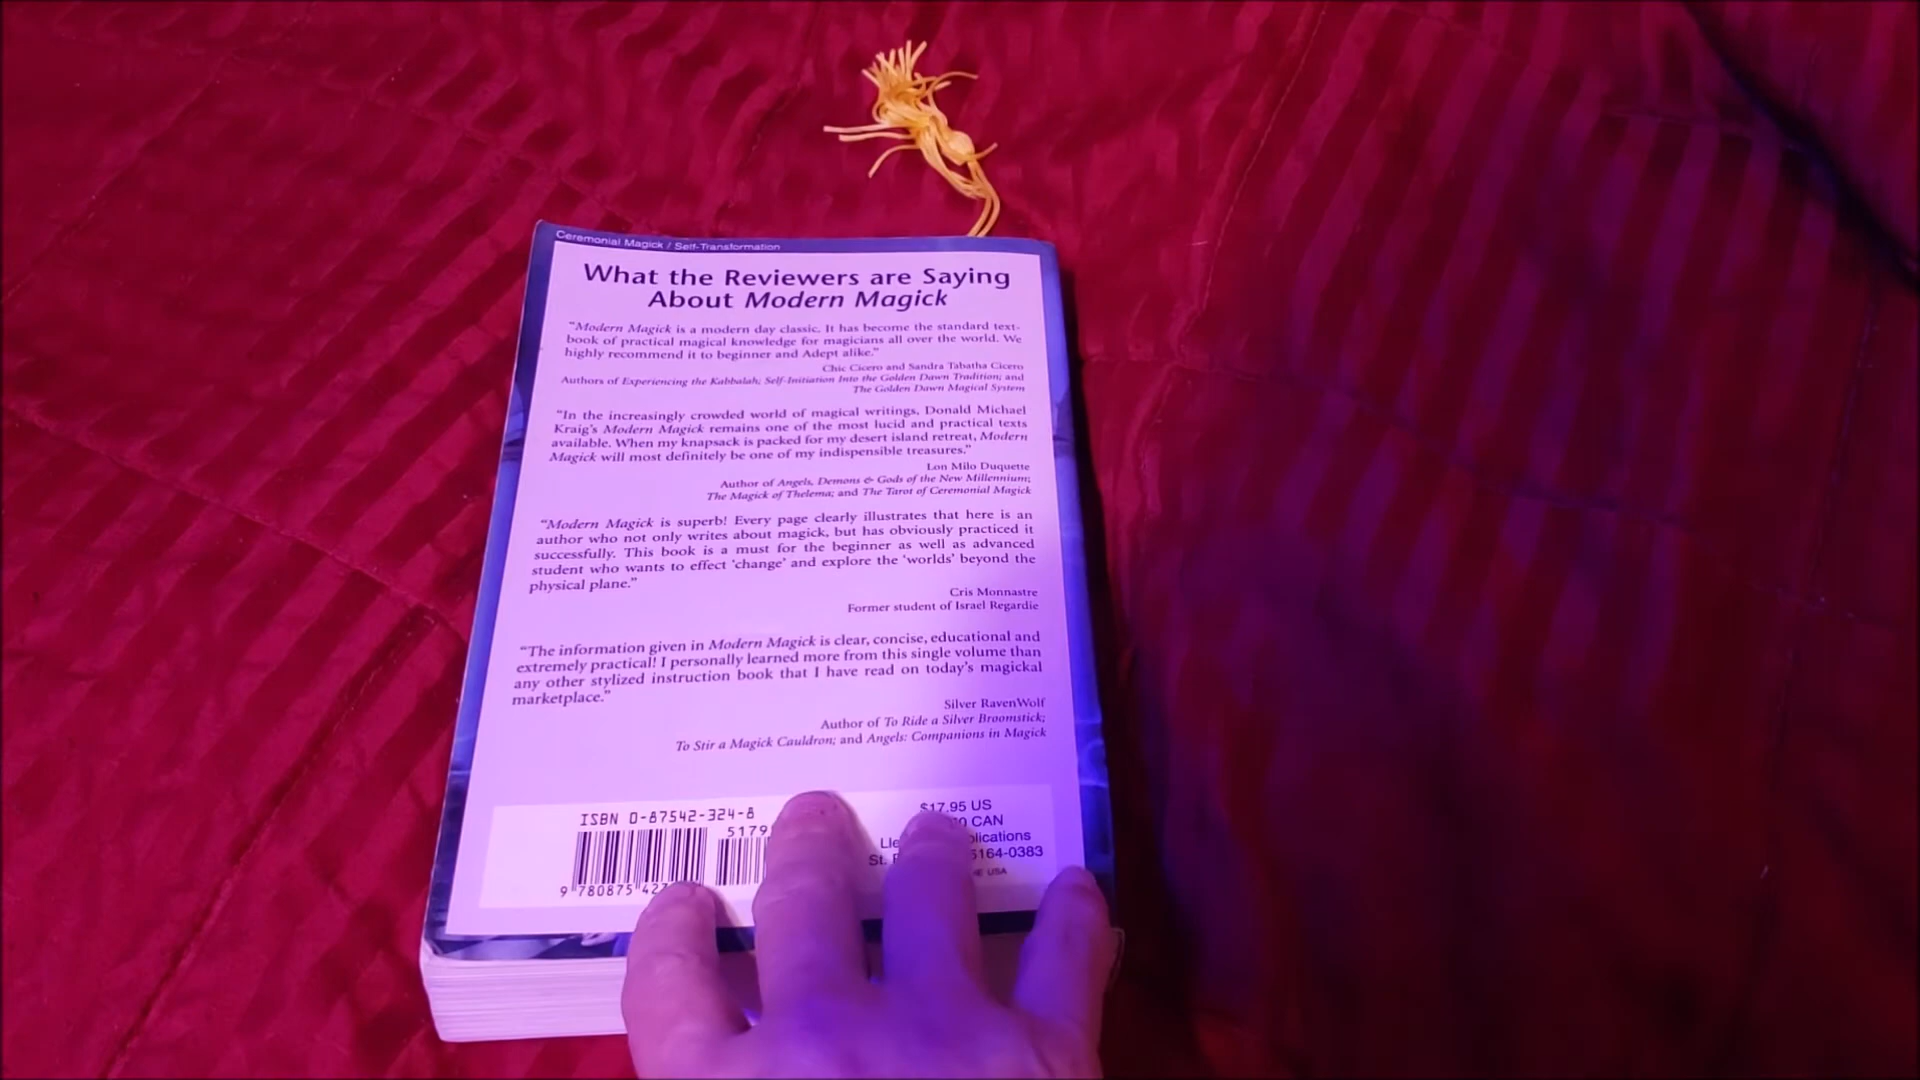 Ceremonial Magick / Self-Transformation
What the Reviewers are Saying
About Modern Magick
"Modern Magick is a modern day classic. It has become the standard text-
book of practical magical knowledge for magicians all over the world. We
highly recommend it to beginner and Adept alike."
Chic Cicero and Sandra Tabatha Cicero
Authors of Experiencing the Kabbalah; Self-Initiation Into the Golden Dawn Tradition; and
The Golden Dawn Magical System
"In the increasingly crowded world of magical writings, Donald Michael
Kraig's Modern Magick remains one of the most lucid and practical texts
available. When my knapsack is packed for my desert island retreat, Modern
Magick will most definitely be one of my indispensible treasures."
Lon Milo Duquette
Author of Angels, Demons & Gods of the New Millennium;
The Magick of Thelema; and The Tarot of Ceremonial Magick
"Modern Magick is superb! Every page clearly illustrates that here is an
author who not only writes about magick, but has obviously practiced it
successfully. This book is a must for the beginner as well as advanced
student who wants to effect 'change' and explore the 'worlds' beyond the
physical plane."
Cris Monnastre
Former student of Israel Regardie
"The information given in Modern Magick is clear, concise, educational and
extremely practical! I personally learned more from this single volume than
any other stylized instruction book that I have read on today's magickal
marketplace."
Silver RavenWolf
Author of To Ride a Silver Broomstick;
To Stir a Magick Cauldron; and Angels: Companions in Magick
ISBN 0-87542-324-8
5179
9 780875 42
$17.95 US
CAN
St.
USA